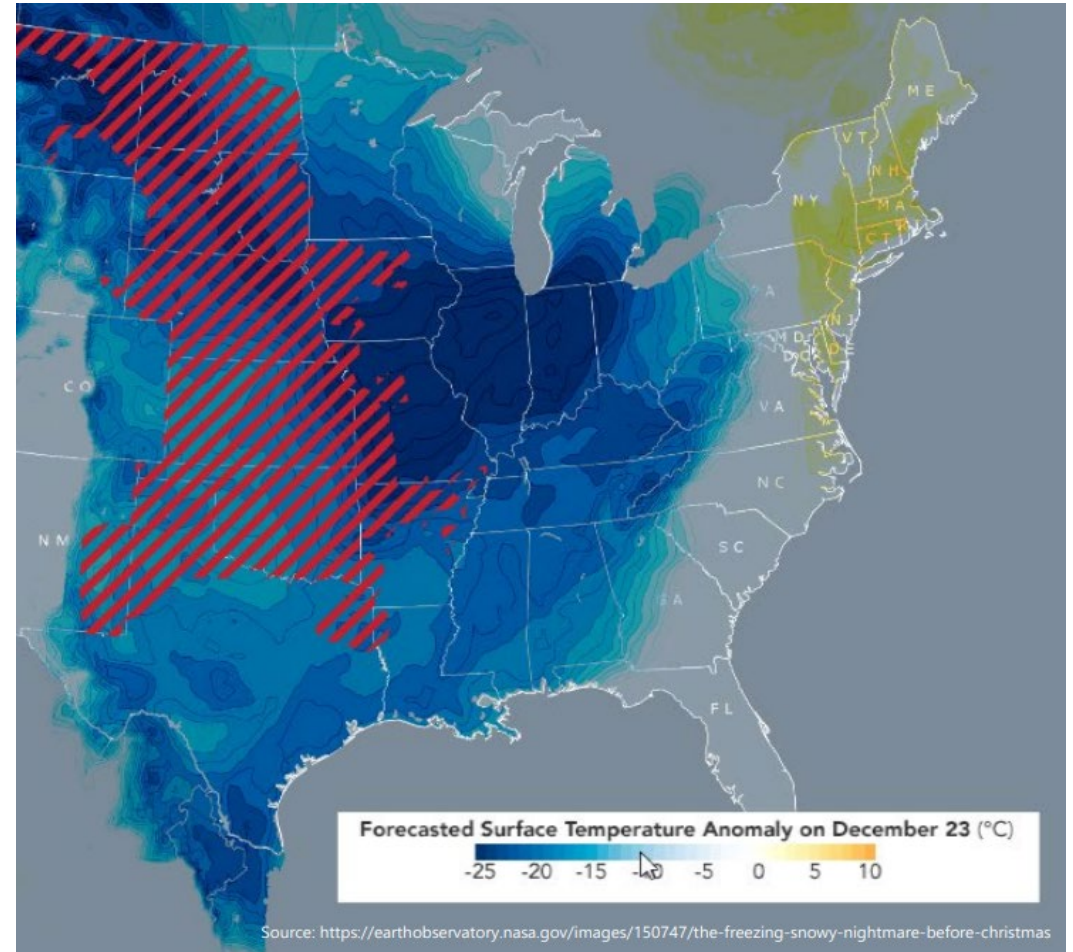 ME
VT
NH
NY
MA
RI
CT
PA
NJ
MD
DE
DC
CO
VA
NC
NM
SC
GA
FL
Forecasted Surface Temperature Anomaly on December 23 (°C)
-25 -20 -15 -5 0 5 10
Source: https://earthobservatory.nasa.gov/images/150747/the-freezing-snowy-nightmare-before-christmas